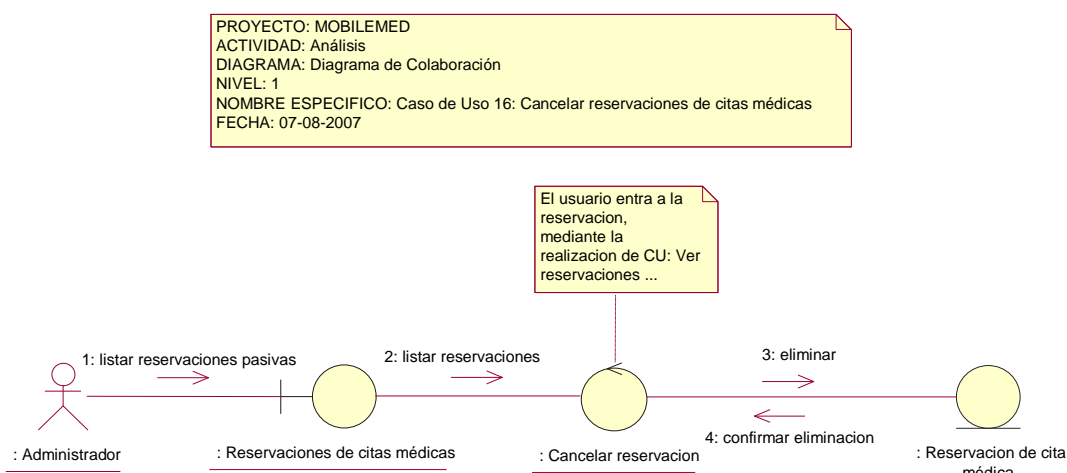 PROYECTO: MOBILEMED
ACTIVIDAD: Análisis
DIAGRAMA: Diagrama de Colaboración
NIVEL: 1
NOMBRE ESPECIFICO: Caso de Uso 16: Cancelar reservaciones de citas médicas
FECHA: 07-08-2007
El usuario entra a la
reservacion,
mediante la
realizacion de CU: Ver
reservaciones ...
1: listar reservaciones pasivas
2: listar reservaciones
3: eliminar
4: confirmar eliminacion
: Administrador
: Reservaciones de citas médicas
: Cancelar reservacion
: Reservacion de cita
médica